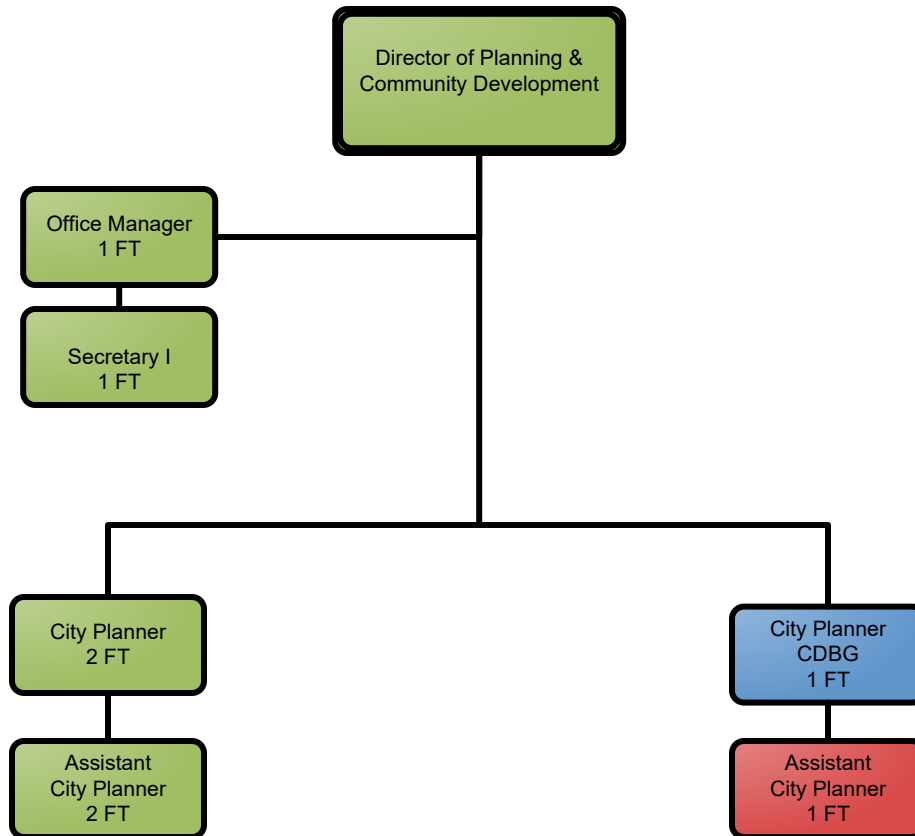 Director of Planning &
Community Development
Office Manager
1 FT
Secretary I
1 FT
City Planner
2 FT
City Planner
CDBG
1 FT
Assistant
City Planner
2 FT
Assistant
City Planner
1 FT